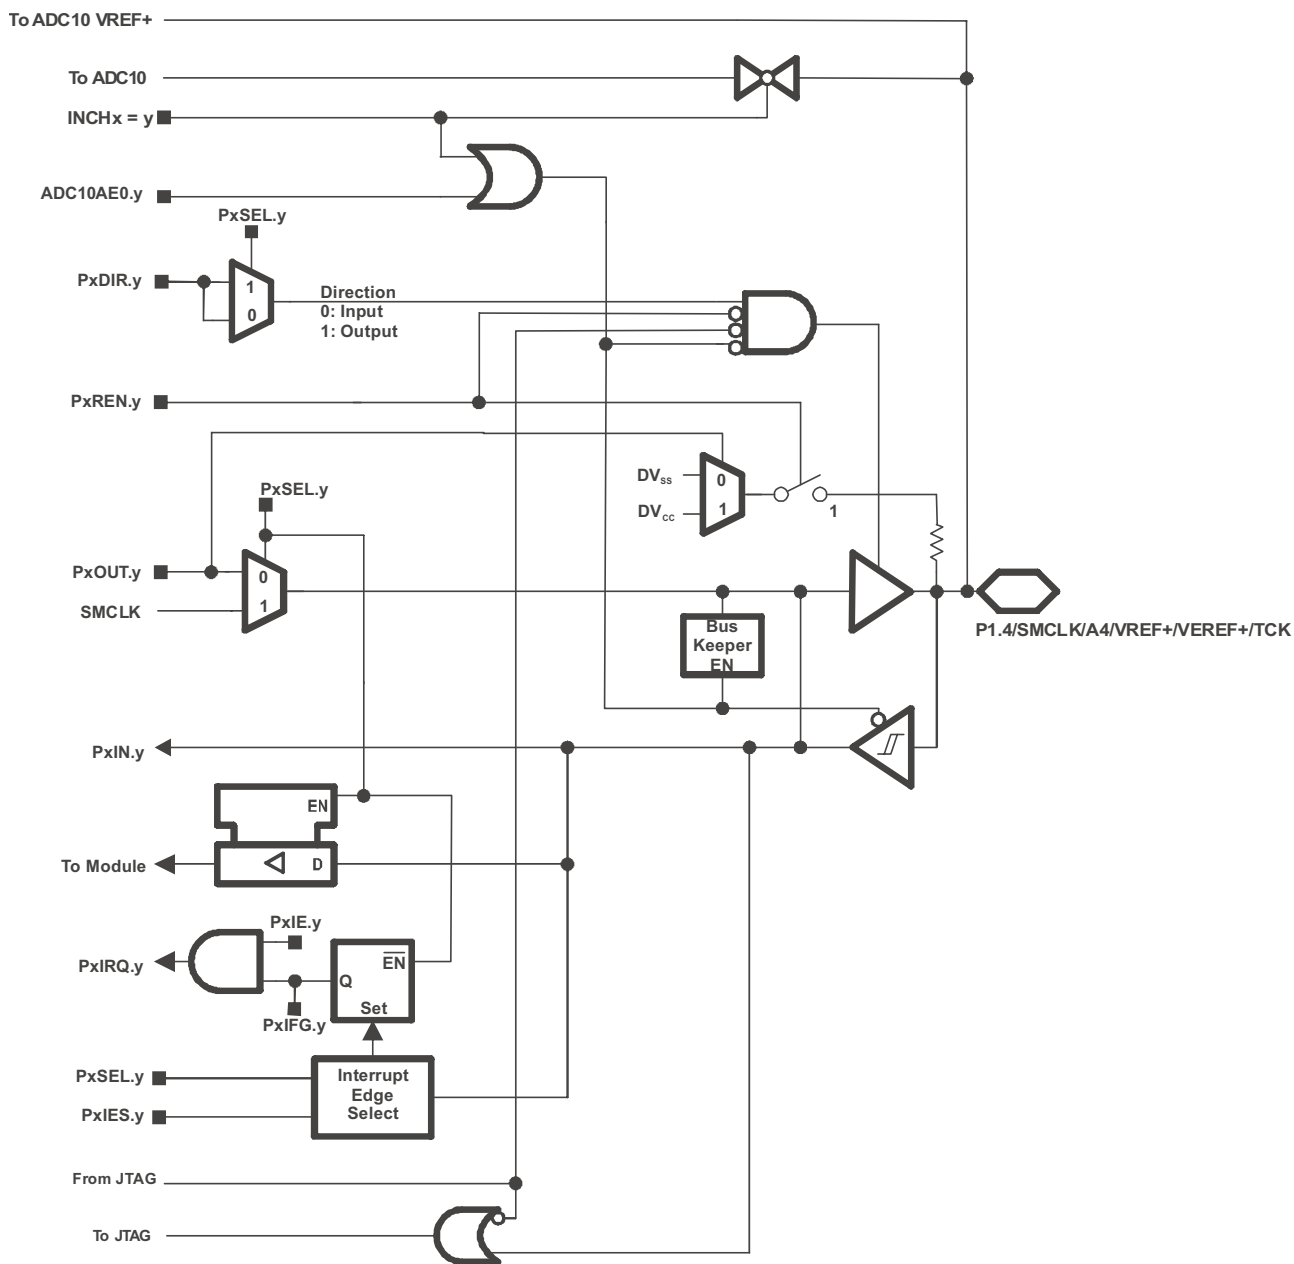 To ADC10 VREF+
To ADC10
INCHx = y
ADC10AE0.y
PxSEL.y
PxDIR.y
1
0
Direction
0: Input
1: Output
PxREN.y
DVss
0
DVcc
1
1
PxSEL.y
PxOUT.y
0
SMCLK
1
Bus
Keeper
EN
P1.4/SMCLK/A4/VREF+/VEREF+/TCK
PxIN.y
EN
To Module
D
PxIE.y
PxIRQ.y
EN
Q
Set
PxIFG.y
PxSEL.y
PxIES.y
Interrupt
Edge
Select
From JTAG
To JTAG